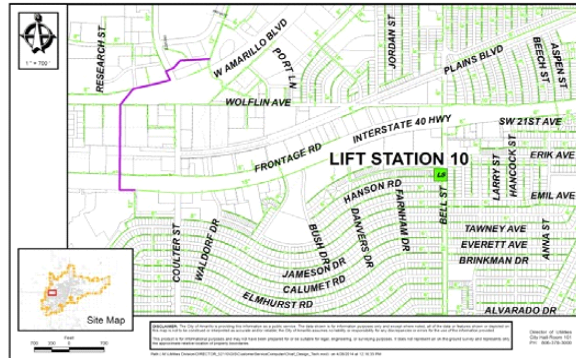 1" = 700'
RESEARCH ST
W AMARILLO BLVD
PORT LN
JORDAN ST
PLAINS BLVD
BEECH ST
ASPEN ST
WOLFLIN AVE
INTERSTATE 40 HWY
SW 21ST AVE
FRONTAGE RD
LIFT STATION 10
LS
LARRY ST
HANCOCK ST
ERIK AVE
HANSON RD
BELL ST
EMIL AVE
COULTER ST
WALDORF DR
BUSH DR
DANVERS DR
FARNHAM DR
TAWNEY AVE
ANNA ST
EVERETT AVE
JAMESON DR
BRINKMAN DR
CALUMET RD
ELMHURST RD
ALVARADO DR
Site Map
Feet
Director of Utilities
City Hall Room 101